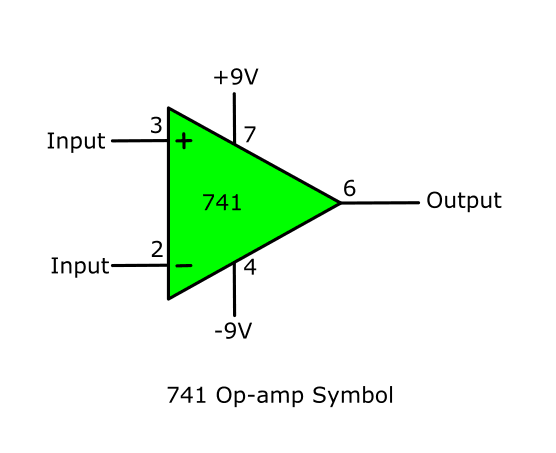 +9V
3
7
Input
+
741
6
Output
2
Input
−
4
-9V
741 Op-amp Symbol